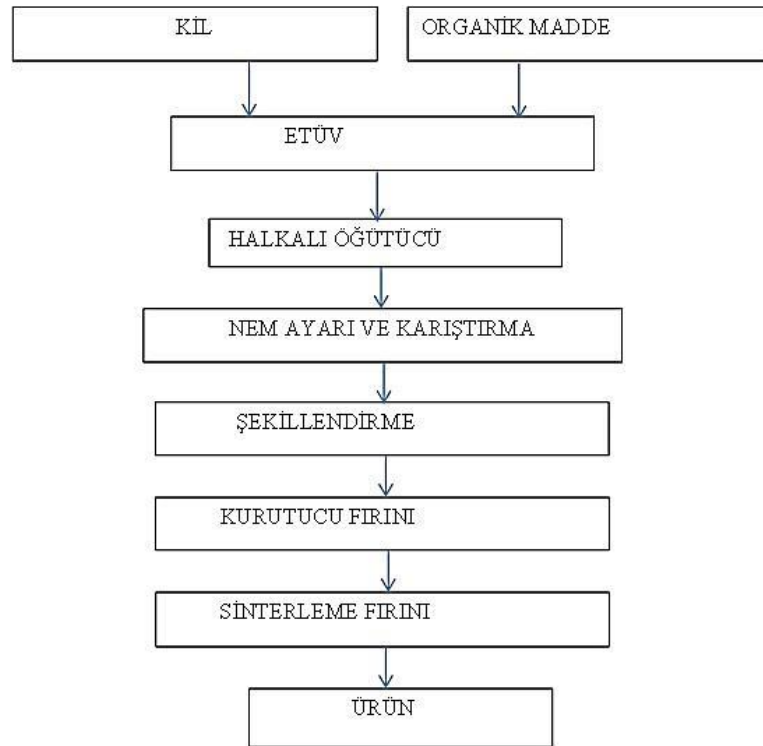 KİL
ORGANİK MADDE
ETÜV
HALKALI ÖĞÜTÜCÜ
NEM AYARI VE KARIŞTIRMA
ŞEKİLLENDİRME
KURUTUCU FIRINI
SİNTERLEME FIRINI
ÜRÜN